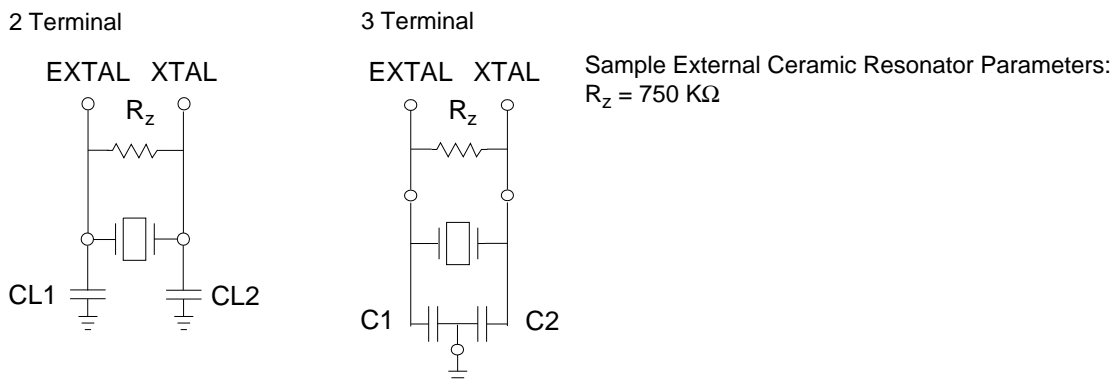 2 Terminal
EXTAL XTAL
Rz
CL1
CL2
3 Terminal
EXTAL XTAL
Rz
C1
C2
Sample External Ceramic Resonator Parameters:
Rz = 750 KΩ